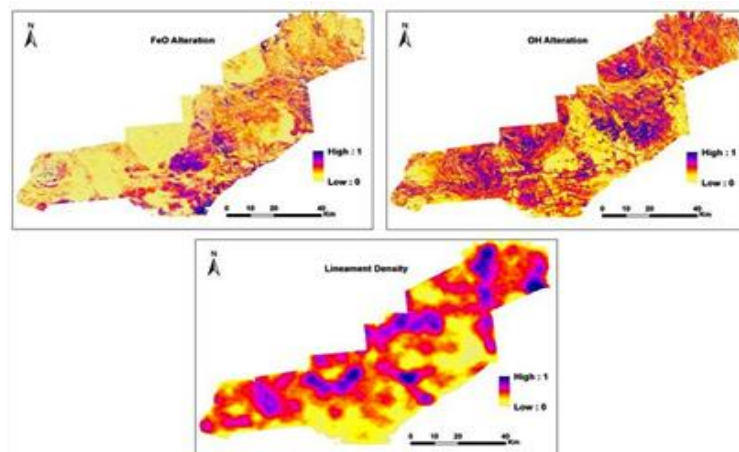 N
FeO Alteration
High : 1
Low : 0
0 10 20 40
Km
N
OH Alteration
High : 1
Low : 0
0 10 20 40
Km
N
Lineament Density
High : 1
Low : 0
0 10 20 40
Km